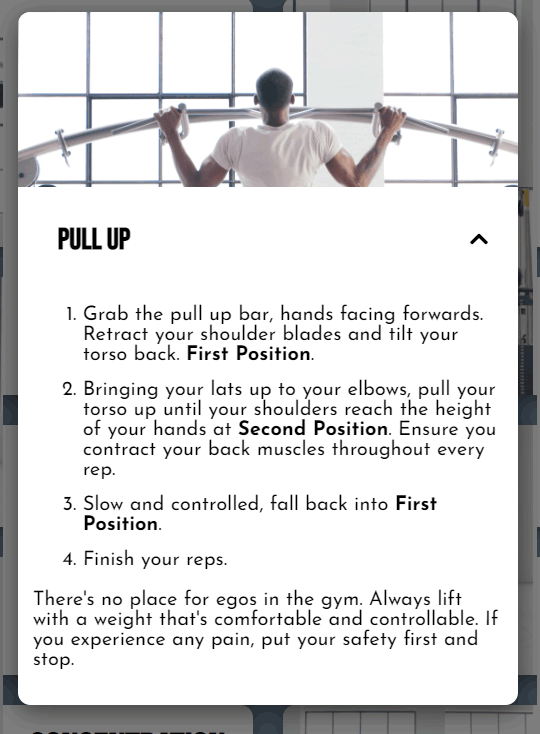 PULL UP
1. Grab the pull up bar, hands facing forwards.
Retract your shoulder blades and tilt your
torso back. First Position.
2. Bringing your lats up to your elbows, pull your
torso up until your shoulders reach the height
of your hands at Second Position. Ensure you
contract your back muscles throughout every
rep.
3. Slow and controlled, fall back into First
Position.
4. Finish your reps.
There's no place for egos in the gym. Always lift
with a weight that's comfortable and controllable. If
you experience any pain, put your safety first and
stop.